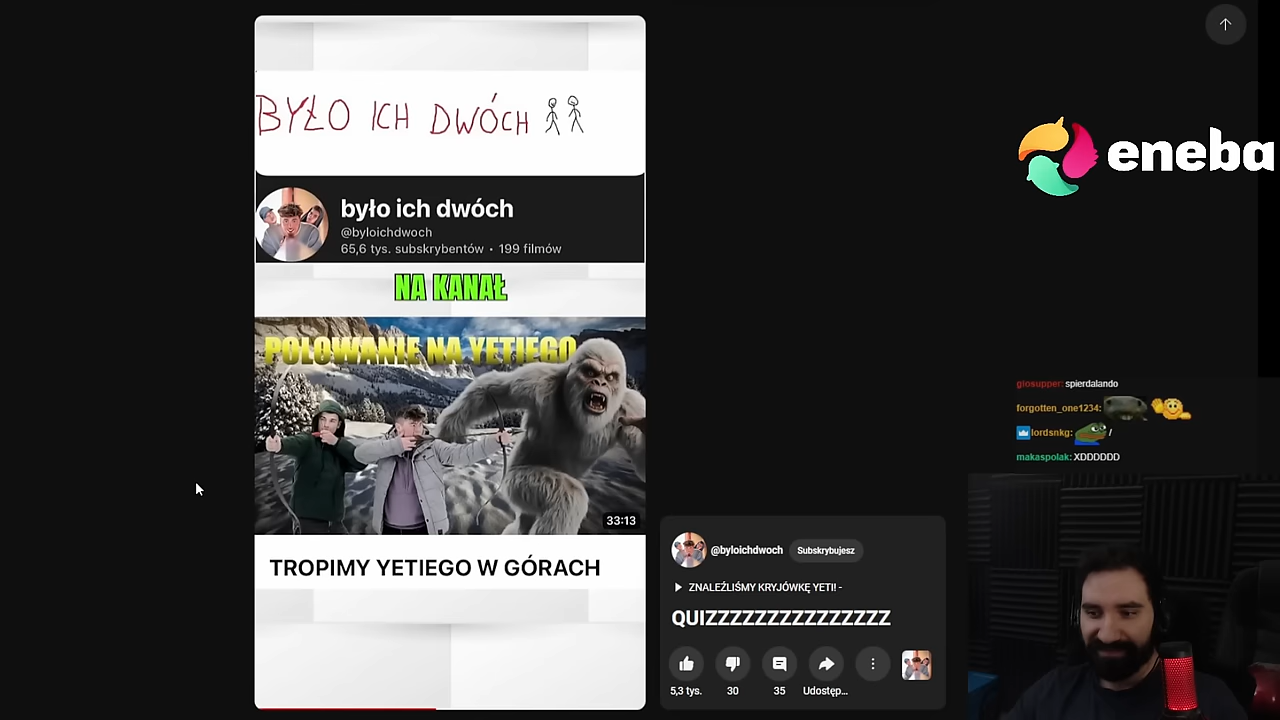 BYŁO ICH DWÓCH
było ich dwóch
@byloichdwoch
65,6 tys. subskrybentów • 199 filmów
NA KANAŁ
POLOWANIE NA YETIEGO
33:13
TROPIMY YETIEGO W GÓRACH
@byloichdwoch
Subskrybujesz
ZNALEŹLIŚMY KRYJÓWKĘ YETI! -
QUIZZZZZZZZZZZZZZZ
5,3 tys.
30
35
Udostęp...
eneba
glosupper: spierdalando
forgotten_one1234:
lordsnkg: /
makaspolak: XDDDDDD